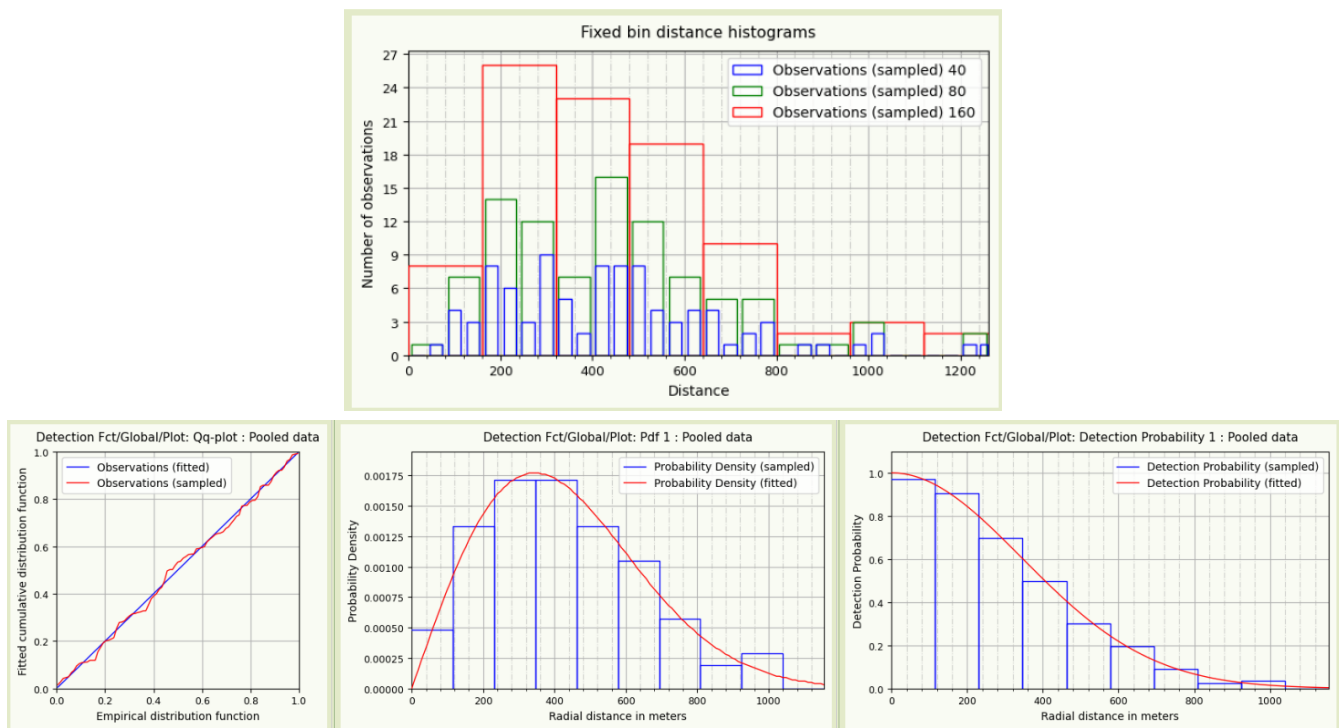 Fixed bin distance histograms
27
24
21
18
15
12
9
6
3
0
Number of observations
Observations (sampled) 40
Observations (sampled) 80
Observations (sampled) 160
0 200 400 600 800 1000 1200
Distance
Detection Fct/Global/Plot: Qq-plot : Pooled data
1.0
0.8
0.6
0.4
0.2
0.0
Fitted cumulative distribution function
Observations (fitted)
Observations (sampled)
0.0 0.2 0.4 0.6 0.8 1.0
Empirical distribution function
Detection Fct/Global/Plot: Pdf 1 : Pooled data
0.00175
0.00150
0.00125
0.00100
0.00075
0.00050
0.00025
0.00000
Probability Density
Probability Density (sampled)
Probability Density (fitted)
0 200 400 600 800 1000
Radial distance in meters
Detection Fct/Global/Plot: Detection Probability 1 : Pooled data
1.0
0.8
0.6
0.4
0.2
0.0
Detection Probability
Detection Probability (sampled)
Detection Probability (fitted)
0 200 400 600 800 1000
Radial distance in meters